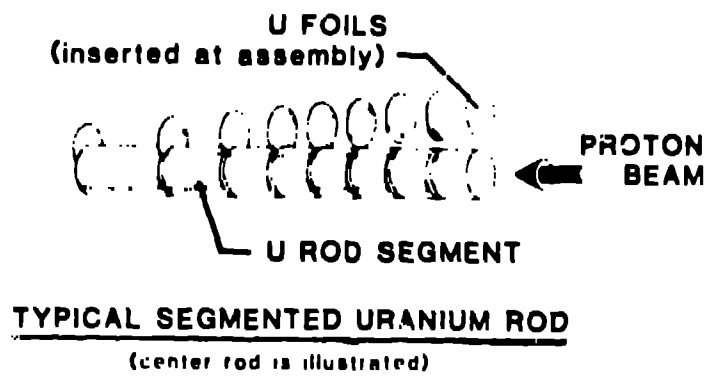 U FOILS
(inserted at assembly)
PROTON
BEAM
U ROD SEGMENT
TYPICAL SEGMENTED URANIUM ROD
(center rod is illustrated)